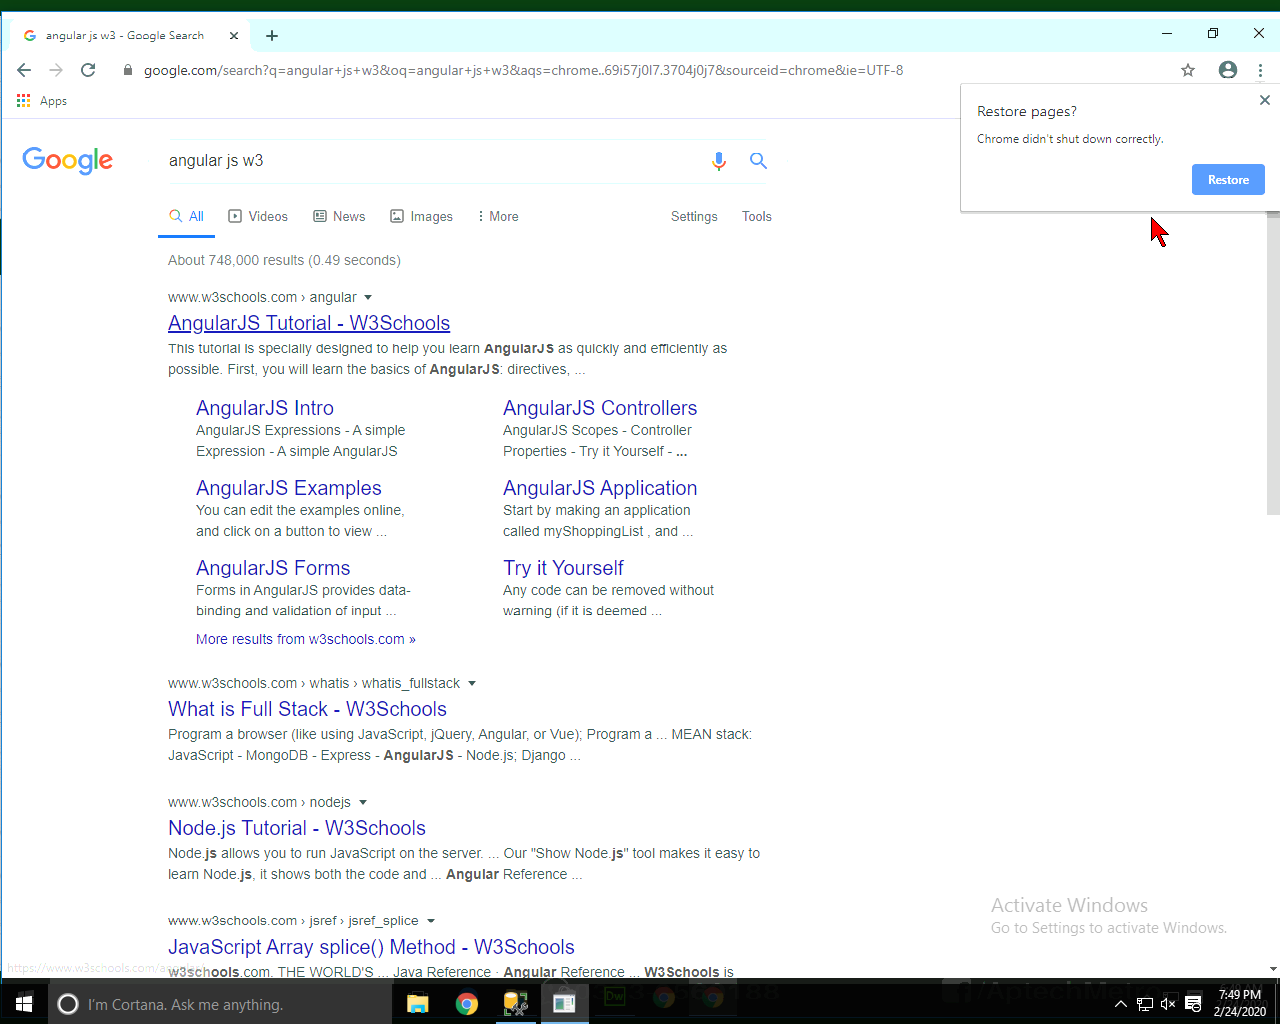 angular js w3 - Google Search
google.com/search?q=angular+js+w3&oq=angular+js+w3&aqs=chrome..69i57j0l7.3704j0j7&sourceid=chrome&ie=UTF-8
Apps
Restore pages?
Chrome didn't shut down correctly.
Restore
Google
angular js w3
All
Videos
News
Images
More
Settings
Tools
About 748,000 results (0.49 seconds)
www.w3schools.com › angular
AngularJS Tutorial - W3Schools
This tutorial is specially designed to help you learn AngularJS as quickly and efficiently as
possible. First, you will learn the basics of AngularJS: directives, ...
AngularJS Intro
AngularJS Expressions - A simple
Expression - A simple AngularJS
AngularJS Controllers
AngularJS Scopes - Controller
Properties - Try it Yourself - ...
AngularJS Examples
You can edit the examples online,
and click on a button to view ...
AngularJS Application
Start by making an application
called myShoppingList , and ...
AngularJS Forms
Forms in AngularJS provides data-
binding and validation of input ...
Try it Yourself
Any code can be removed without
warning (if it is deemed ...
More results from w3schools.com »
www.w3schools.com › whatis › whatis_fullstack
What is Full Stack - W3Schools
Program a browser (like using JavaScript, jQuery, Angular, or Vue); Program a ... MEAN stack:
JavaScript - MongoDB - Express - AngularJS - Node.js; Django ...
www.w3schools.com › nodejs
Node.js Tutorial - W3Schools
Node.js allows you to run JavaScript on the server. ... Our "Show Node.js" tool makes it easy to
learn Node.js, it shows both the code and ... Angular Reference ...
www.w3schools.com › jsref › jsref_splice
JavaScript Array splice() Method - W3Schools
w3schools.com. THE WORLD'S ... Java Reference · Angular Reference ... W3Schools is
Activate Windows
Go to Settings to activate Windows.
I'm Cortana. Ask me anything.
Dw
7:49 PM
2/24/2020